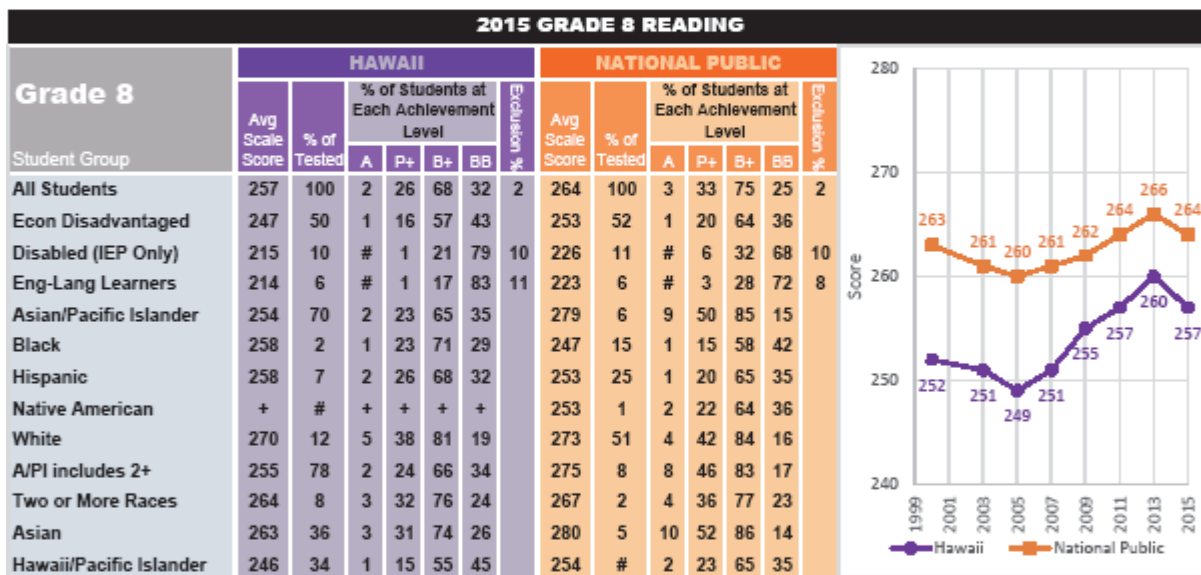 2015 GRADE 8 READING
Grade 8
Student Group
HAWAII
NATIONAL PUBLIC
Avg Scale Score
% of Tested
% of Students at Each Achievement Level
A P+ B+ BB
Exclusion %
Avg Scale Score
% of Tested
% of Students at Each Achievement Level
A P+ B+ BB
Exclusion %
All Students 257 100 2 26 68 32 2 264 100 3 33 75 25 2
Econ Disadvantaged 247 50 1 16 57 43 253 52 1 20 64 36
Disabled (IEP Only) 215 10 # 1 21 79 10 226 11 # 6 32 68 10
Eng-Lang Learners 214 6 # 1 17 83 11 223 6 # 3 28 72 8
Asian/Pacific Islander 254 70 2 23 65 35 279 6 9 50 85 15
Black 258 2 1 23 71 29 247 15 1 15 58 42
Hispanic 258 7 2 26 68 32 253 25 1 20 65 35
Native American + # + + + + 253 1 2 22 64 36
White 270 12 5 38 81 19 273 51 4 42 84 16
A/PI includes 2+ 255 78 2 24 66 34 275 8 8 46 83 17
Two or More Races 264 8 3 32 76 24 267 2 4 36 77 23
Asian 263 36 3 31 74 26 280 5 10 52 86 14
Hawaii/Pacific Islander 246 34 1 15 55 45 254 # 2 23 65 35
280
270
260
250
240
Score
263 261 260 261 262 264 266 264
252 251 249 251 255 257 260 257
1999 2001 2003 2005 2007 2009 2011 2013 2015
Hawaii National Public